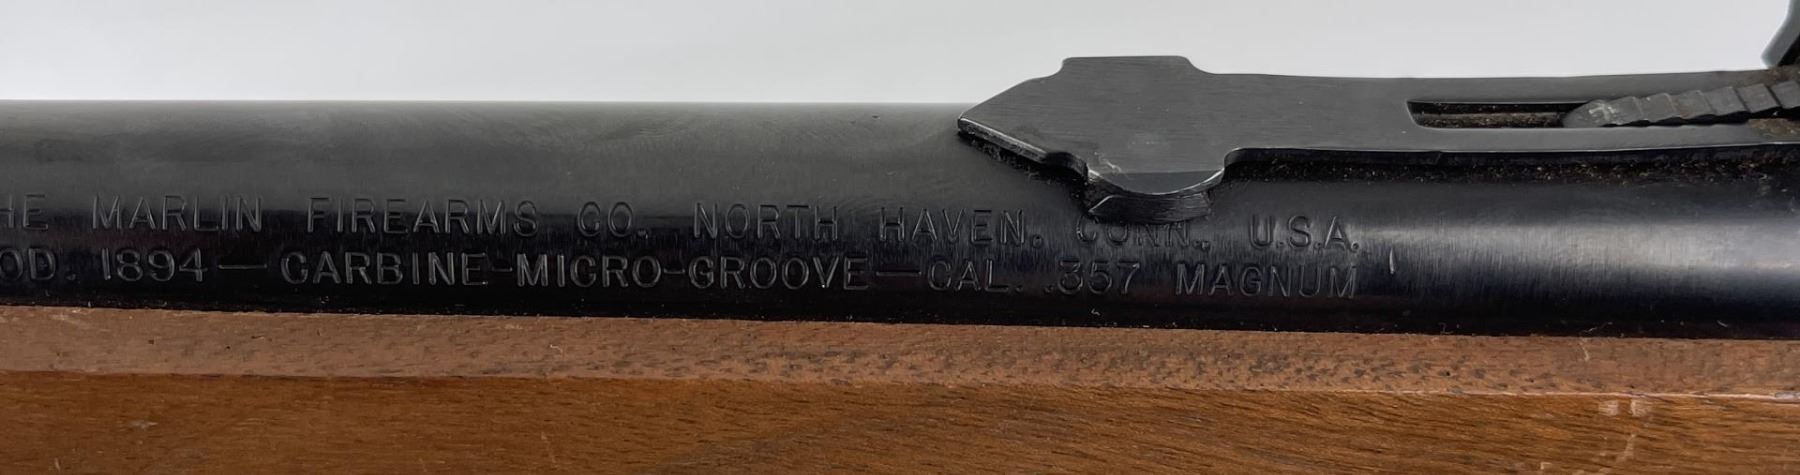 HE MARLIN FIREARMS CO. NORTH HAVEN, CONN., U.S.A.
OD. 1894—CARBINE-MICRO-GROOVE—CAL. .357 MAGNUM